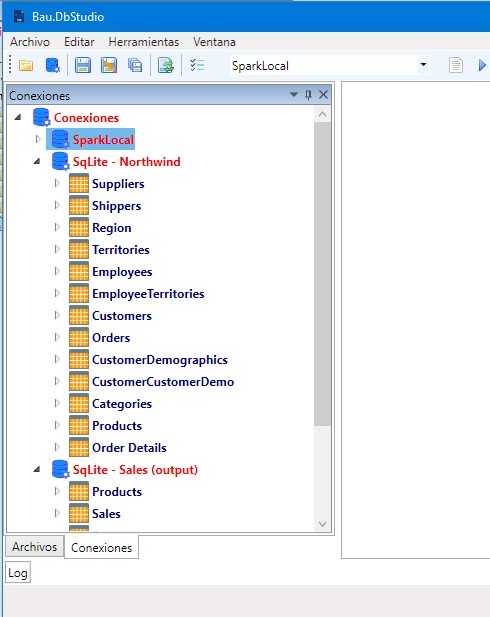 Bau.DbStudio
Archivo Editar Herramientas Ventana
SparkLocal
Conexiones
Conexiones
SparkLocal
SqLite - Northwind
Suppliers
Shippers
Region
Territories
Employees
EmployeeTerritories
Customers
Orders
CustomerDemographics
CustomerCustomerDemo
Categories
Products
Order Details
SqLite - Sales (output)
Products
Sales
Archivos Conexiones
Log